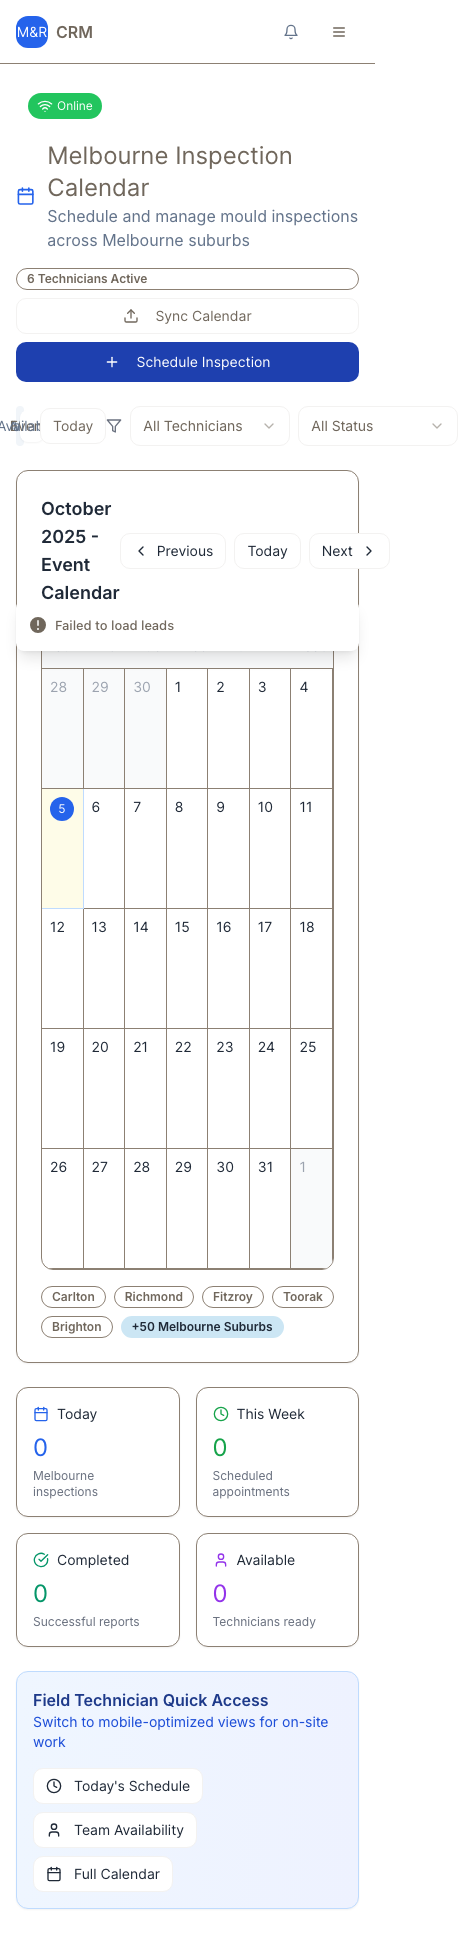 M&R CRM
Online
Melbourne Inspection
Calendar
Schedule and manage mould inspections
across Melbourne suburbs
6 Technicians Active
Sync Calendar
Schedule Inspection
Today All Technicians All Status
October
2025 -
Event
Calendar
Previous Today Next
Failed to load leads
28 29 30 1 2 3 4
5 6 7 8 9 10 11
12 13 14 15 16 17 18
19 20 21 22 23 24 25
26 27 28 29 30 31 1
Carlton Richmond Fitzroy Toorak
Brighton +50 Melbourne Suburbs
Today
0
Melbourne
inspections
This Week
0
Scheduled
appointments
Completed
0
Successful reports
Available
0
Technicians ready
Field Technician Quick Access
Switch to mobile-optimized views for on-site
work
Today's Schedule
Team Availability
Full Calendar